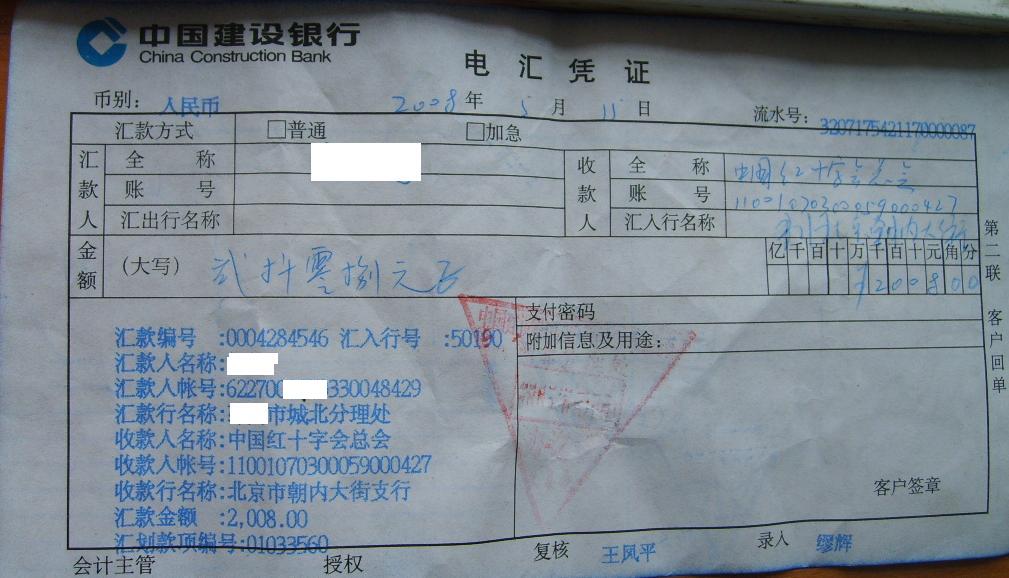 中国建设银行
China Construction Bank
电汇凭证
币别: 人民币 2008年5月11日 流水号: 3207175421170000087
汇款方式 □普通 □加急
汇款人 全称 收款人 全称 中国红十字会总会
账号 账号 11001070300059000427
汇出行名称 汇入行名称
金额 (大写) 贰仟零捌元正 亿千百十万千百十元角分
¥200800
第二联 客户回单
支付密码
附加信息及用途:
汇款编号 :0004284546 汇入行号 :50190
汇款人名称:
汇款人帐号:622700 330048429
汇款行名称: 市城北分理处
收款人名称:中国红十字会总会
收款人帐号:11001070300059000427
收款行名称:北京市朝内大街支行
汇款金额 :2,008.00
汇划款项编号:01033560
客户签章
会计主管 授权 复核 王凤平 录入 缪辉